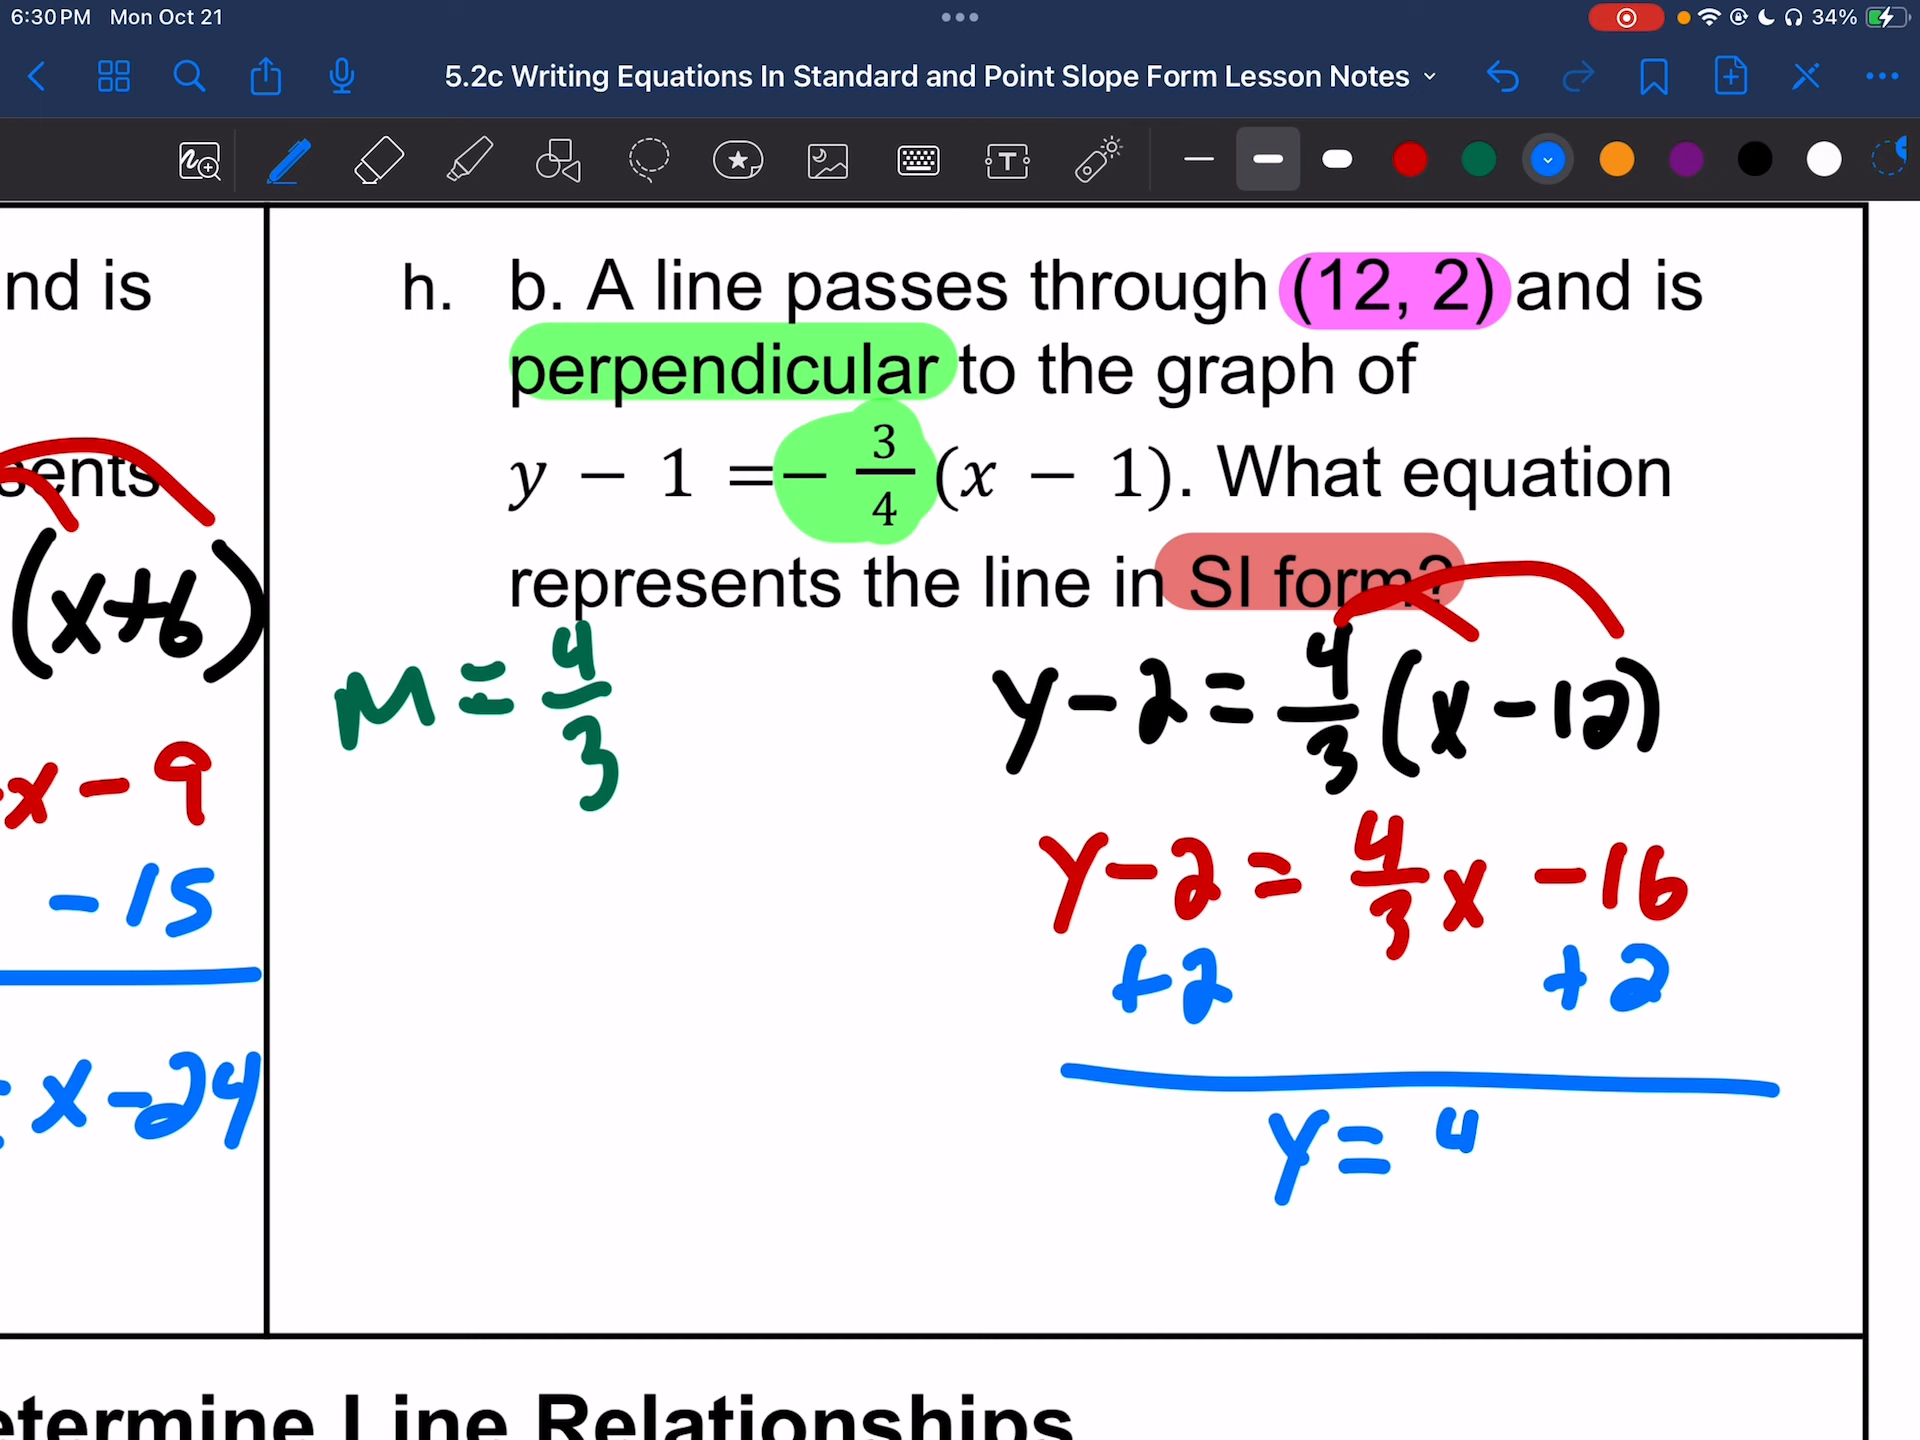 6:30 PM Mon Oct 21
34%
5.2c Writing Equations In Standard and Point Slope Form Lesson Notes
T
nd is
sents
(x+6)
x - 9
- 15
x - 24
h. b. A line passes through (12, 2) and is
perpendicular to the graph of
y − 1 = − 3/4 (x − 1). What equation
represents the line in SI form?
M = 4/3
y - 2 = 4/3 (x - 12)
y - 2 = 4/3 x - 16
+2 +2
y = 4
etermine Line Relationships